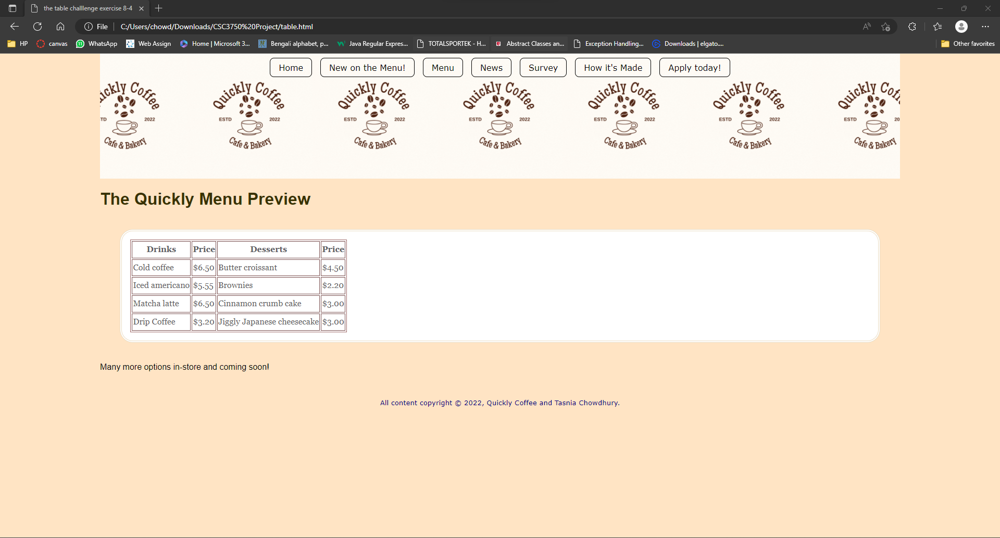 the table challlenge exercise 8-4
File C:/Users/chowd/Downloads/CSC3750%20Project/table.html
HP canvas WhatsApp Web Assign Home | Microsoft 3... Bengali alphabet, p... Java Regular Expres... TOTALSPORTEK - H... Abstract Classes an... Exception Handling... Downloads | elgato.... Other favorites
Home New on the Menu! Menu News Survey How it's Made Apply today!
ickly Coffee Quickly Coffee Quickly Coffee Quickly Coffee Quickly Coffee Quickly Coffee Quickly Cof
TD 2022 ESTD 2022 ESTD 2022 ESTD 2022 ESTD 2022 ESTD 2022 ESTD 20
Cafe & Bakery Cafe & Bakery Cafe & Bakery Cafe & Bakery Cafe & Bakery Cafe & Bakery Cafe & Bakery
The Quickly Menu Preview
Drinks Price Desserts Price
Cold coffee $6.50 Butter croissant $4.50
Iced americano $5.55 Brownies $2.20
Matcha latte $6.50 Cinnamon crumb cake $3.00
Drip Coffee $3.20 Jiggly Japanese cheesecake $3.00
Many more options in-store and coming soon!
All content copyright © 2022, Quickly Coffee and Tasnia Chowdhury.